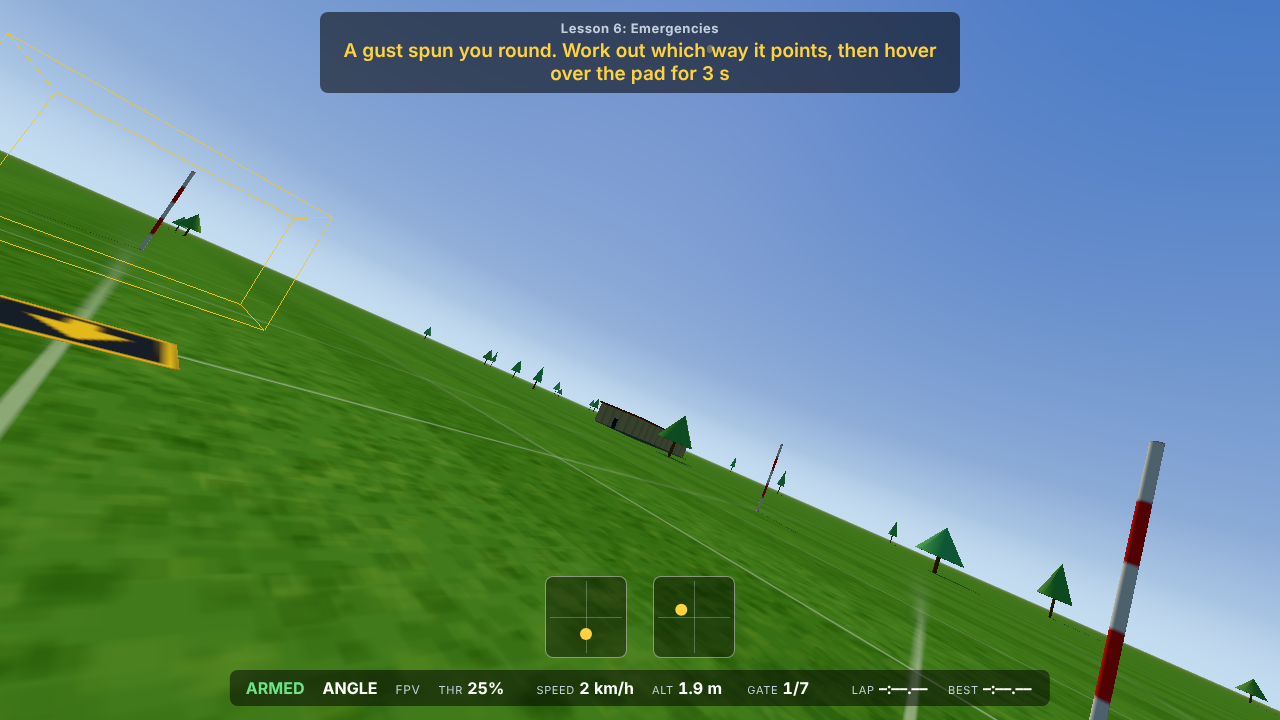 Lesson 6: Emergencies
A gust spun you round. Work out which way it points, then hover
over the pad for 3 s
ARMED ANGLE FPV THR 25% SPEED 2 km/h ALT 1.9 m GATE 1/7 LAP –:––.–– BEST –:––.––